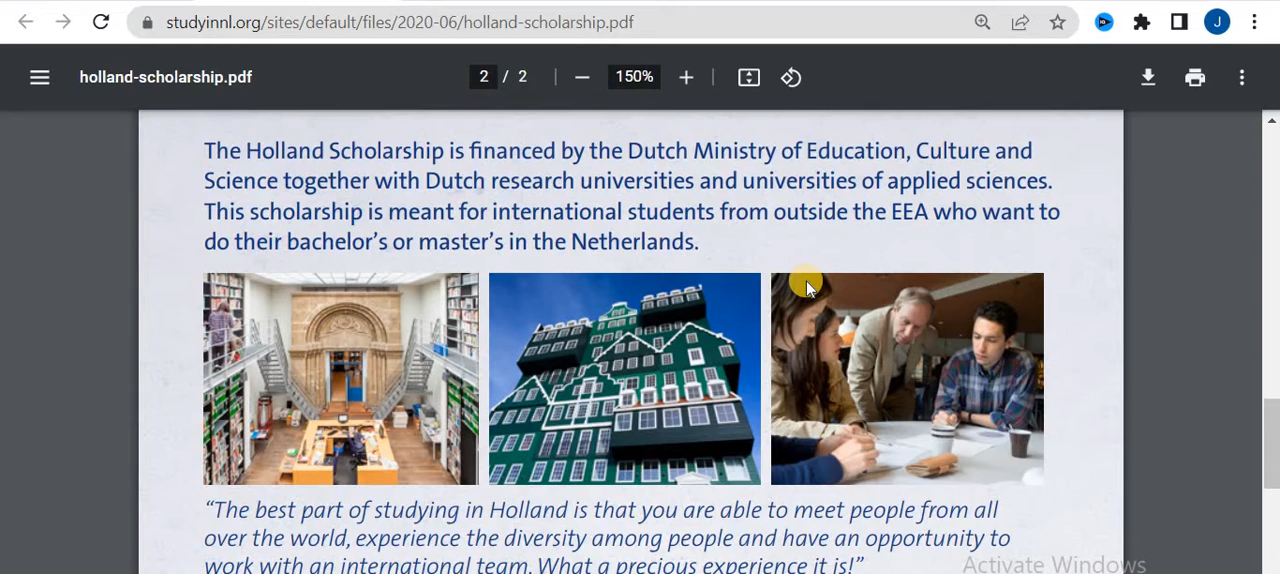 studyinnl.org/sites/default/files/2020-06/holland-scholarship.pdf
J
holland-scholarship.pdf
2 / 2
150%
The Holland Scholarship is financed by the Dutch Ministry of Education, Culture and
Science together with Dutch research universities and universities of applied sciences.
This scholarship is meant for international students from outside the EEA who want to
do their bachelor's or master's in the Netherlands.
“The best part of studying in Holland is that you are able to meet people from all
over the world, experience the diversity among people and have an opportunity to
work with an international team. What a precious experience it is!”
Activate Windows